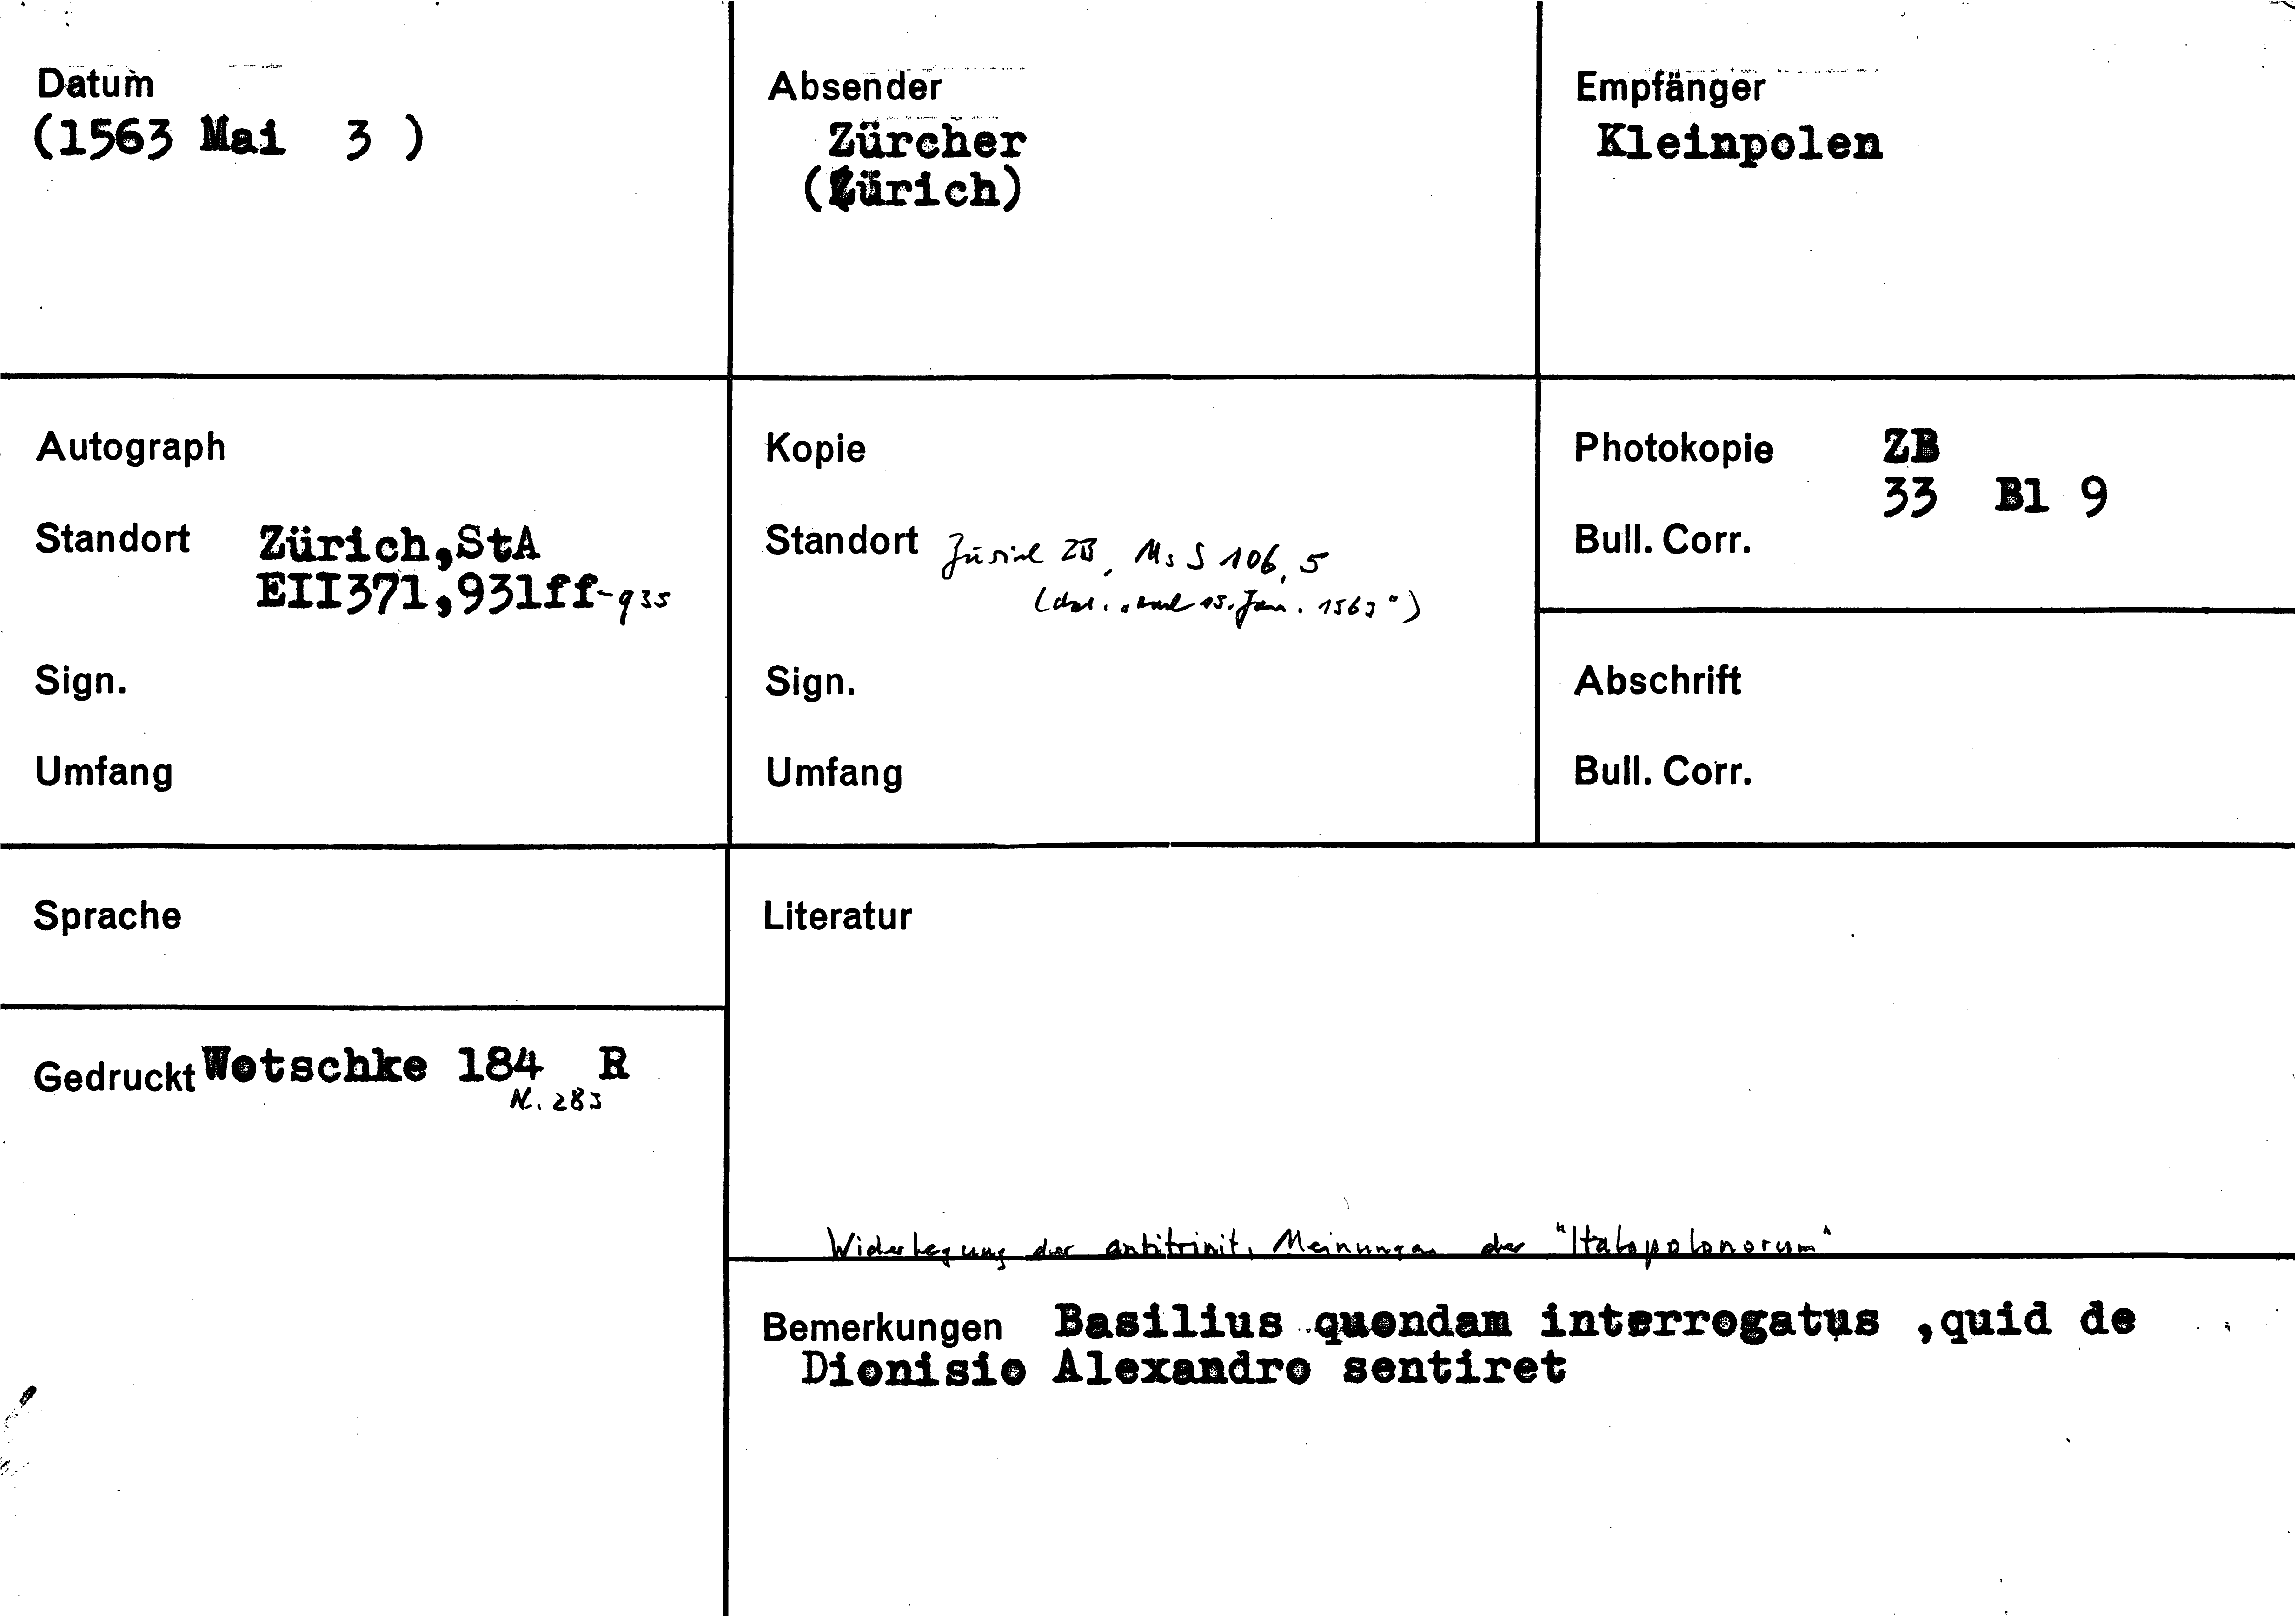 Datum
(1563 Mai 3 )
Absender
Zürcher
(Zürich)
Empfänger
Kleinpolen
Autograph
Standort Zürich,StA
EII371,931ff-935
Sign.
Umfang
Kopie
Standort Zürich ZB, Ms S 106, 5
(dat. " 15. Jan. 1563")
Sign.
Umfang
Photokopie ZB
33 Bl 9
Bull. Corr.
Abschrift
Bull. Corr.
Sprache
Gedruckt Wotschke 184 R
N. 283
Literatur
Widerlegung der antitrinit. Meinungen der "Italopolonorum"
Bemerkungen Basilius quondam interrogatus ,quid de
Dionisio Alexandro sentiret